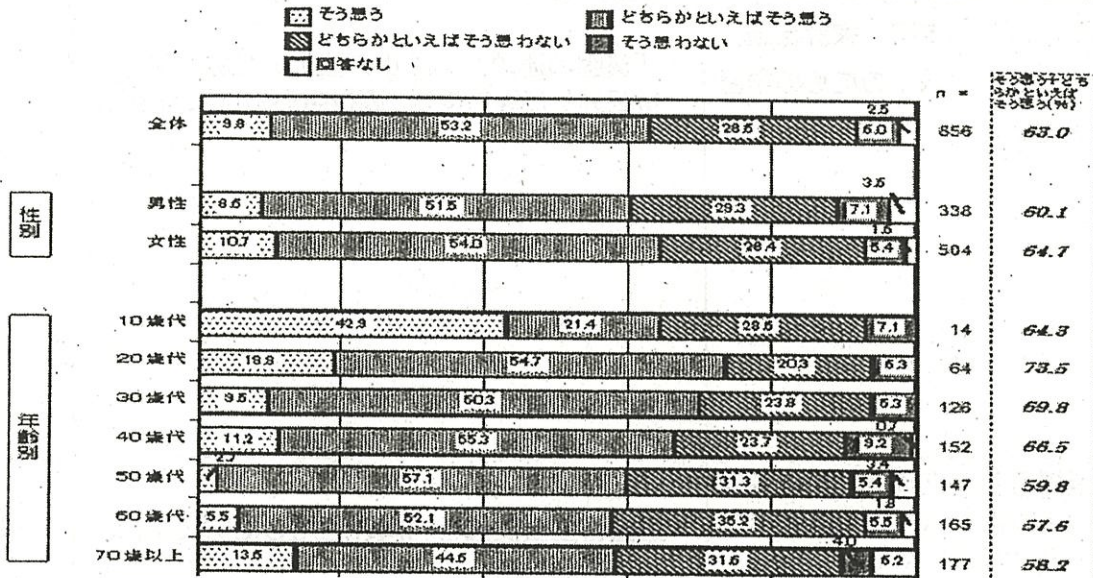 そう思う どちらかといえばそう思う
どちらかといえばそう思わない そう思わない
回答なし
n = そう思う+どち
らかといえば
そう思う(%)
2.5
全体 9.8 53.2 28.5 6.0 856 63.0
3.5
性別
男性 8.6 51.5 29.3 7.1 338 60.1
1.6
女性 10.7 54.0 28.4 5.4 504 64.7
年齢別
10歳代 42.9 21.4 28.6 7.1 14 64.3
20歳代 18.8 54.7 20.3 6.3 64 73.5
30歳代 9.5 60.3 23.8 6.3 126 69.8
0.7
40歳代 11.2 55.3 23.7 9.2 152 66.5
2.7 3.4
50歳代 57.1 31.3 5.4 147 59.8
1.8
60歳代 5.5 52.1 35.2 5.5 165 57.6
4.0
70歳以上 13.6 44.6 31.6 6.2 177 58.2